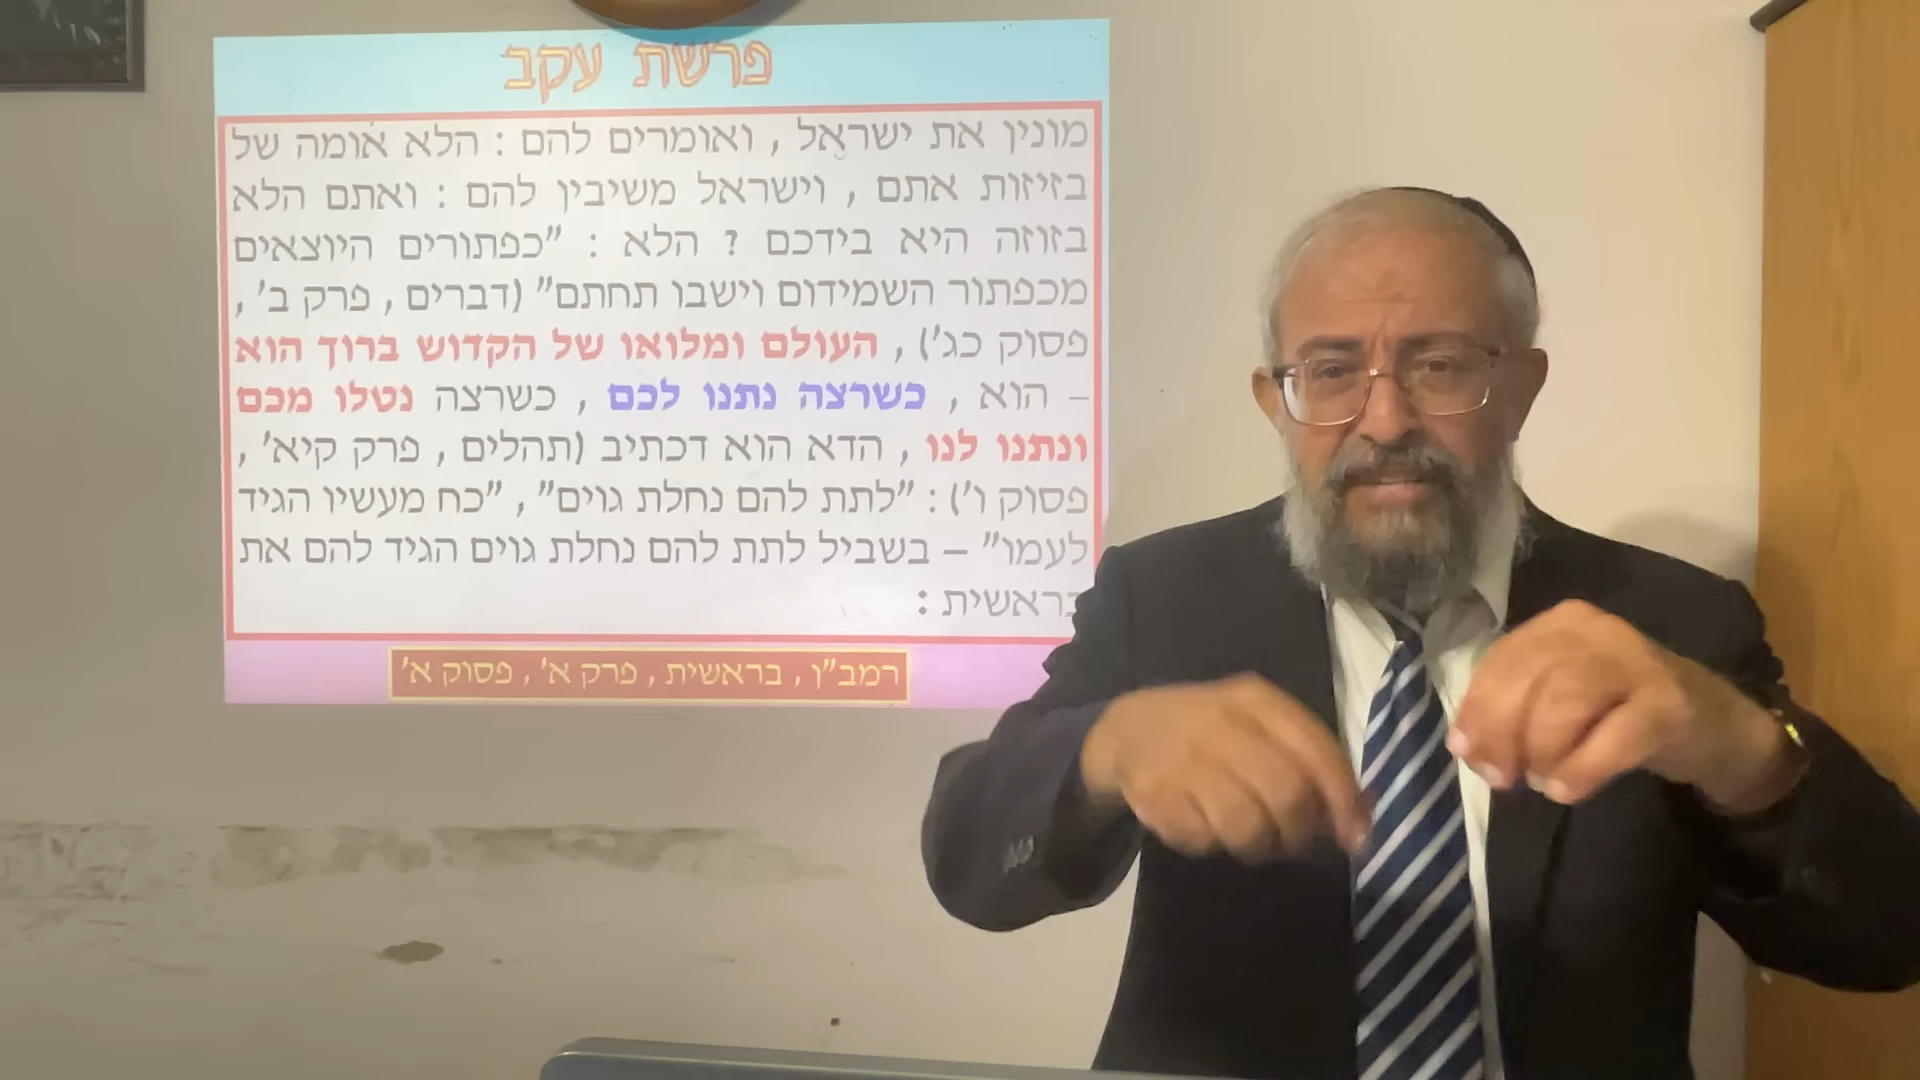 פרשת עקב
מונין את ישראל , ואומרים להם : הלא אומה של
בזיזות אתם , וישראל משיבין להם : ואתם הלא
בזוזה היא בידכם ? הלא : "כפתורים היוצאים
מכפתור השמידום וישבו תחתם" (דברים , פרק ב' ,
פסוק כג') , העולם ומלואו של הקדוש ברוך הוא
– הוא , כשרצה נתנו לכם , כשרצה נטלו מכם
ונתנו לנו , הדא הוא דכתיב (תהלים , פרק קיא' ,
פסוק ו') : "לתת להם נחלת גוים" , "כח מעשיו הגיד
לעמו" – בשביל לתת להם נחלת גוים הגיד להם את
בראשית :
רמב"ן , בראשית , פרק א' , פסוק א'